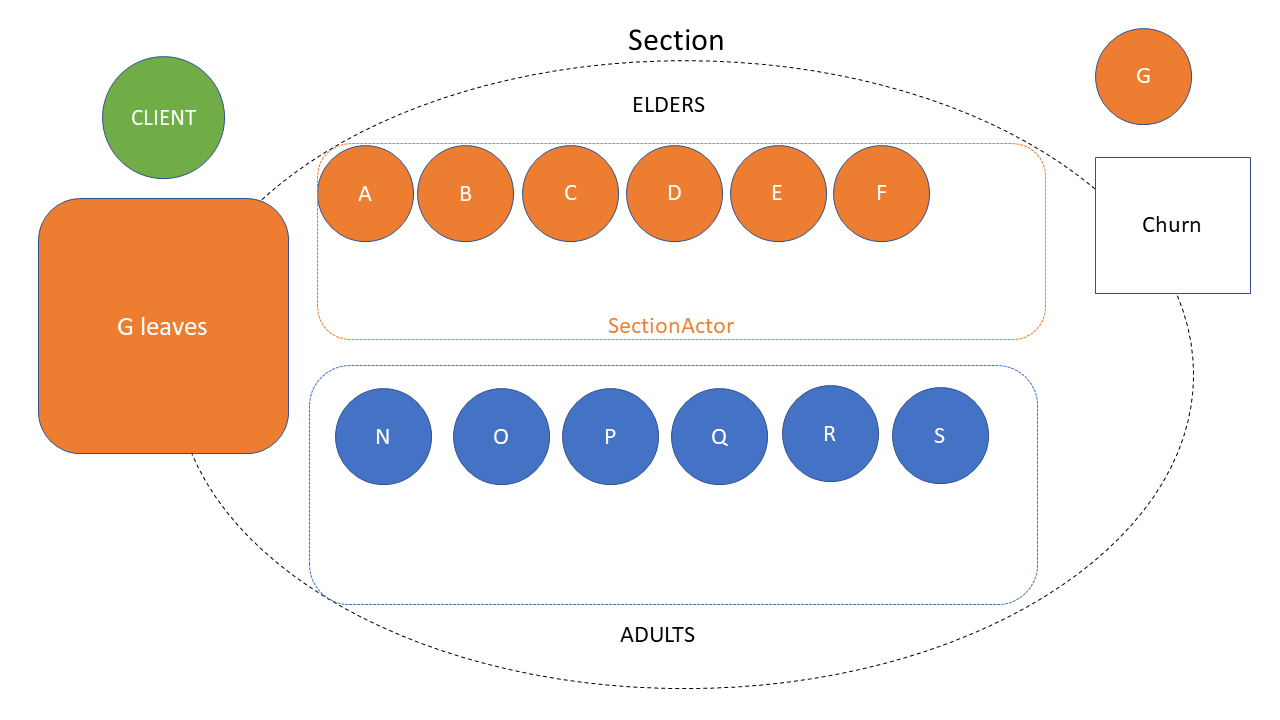 Section
G
CLIENT
ELDERS
A
B
C
D
E
F
Churn
G leaves
SectionActor
N
O
P
Q
R
S
ADULTS